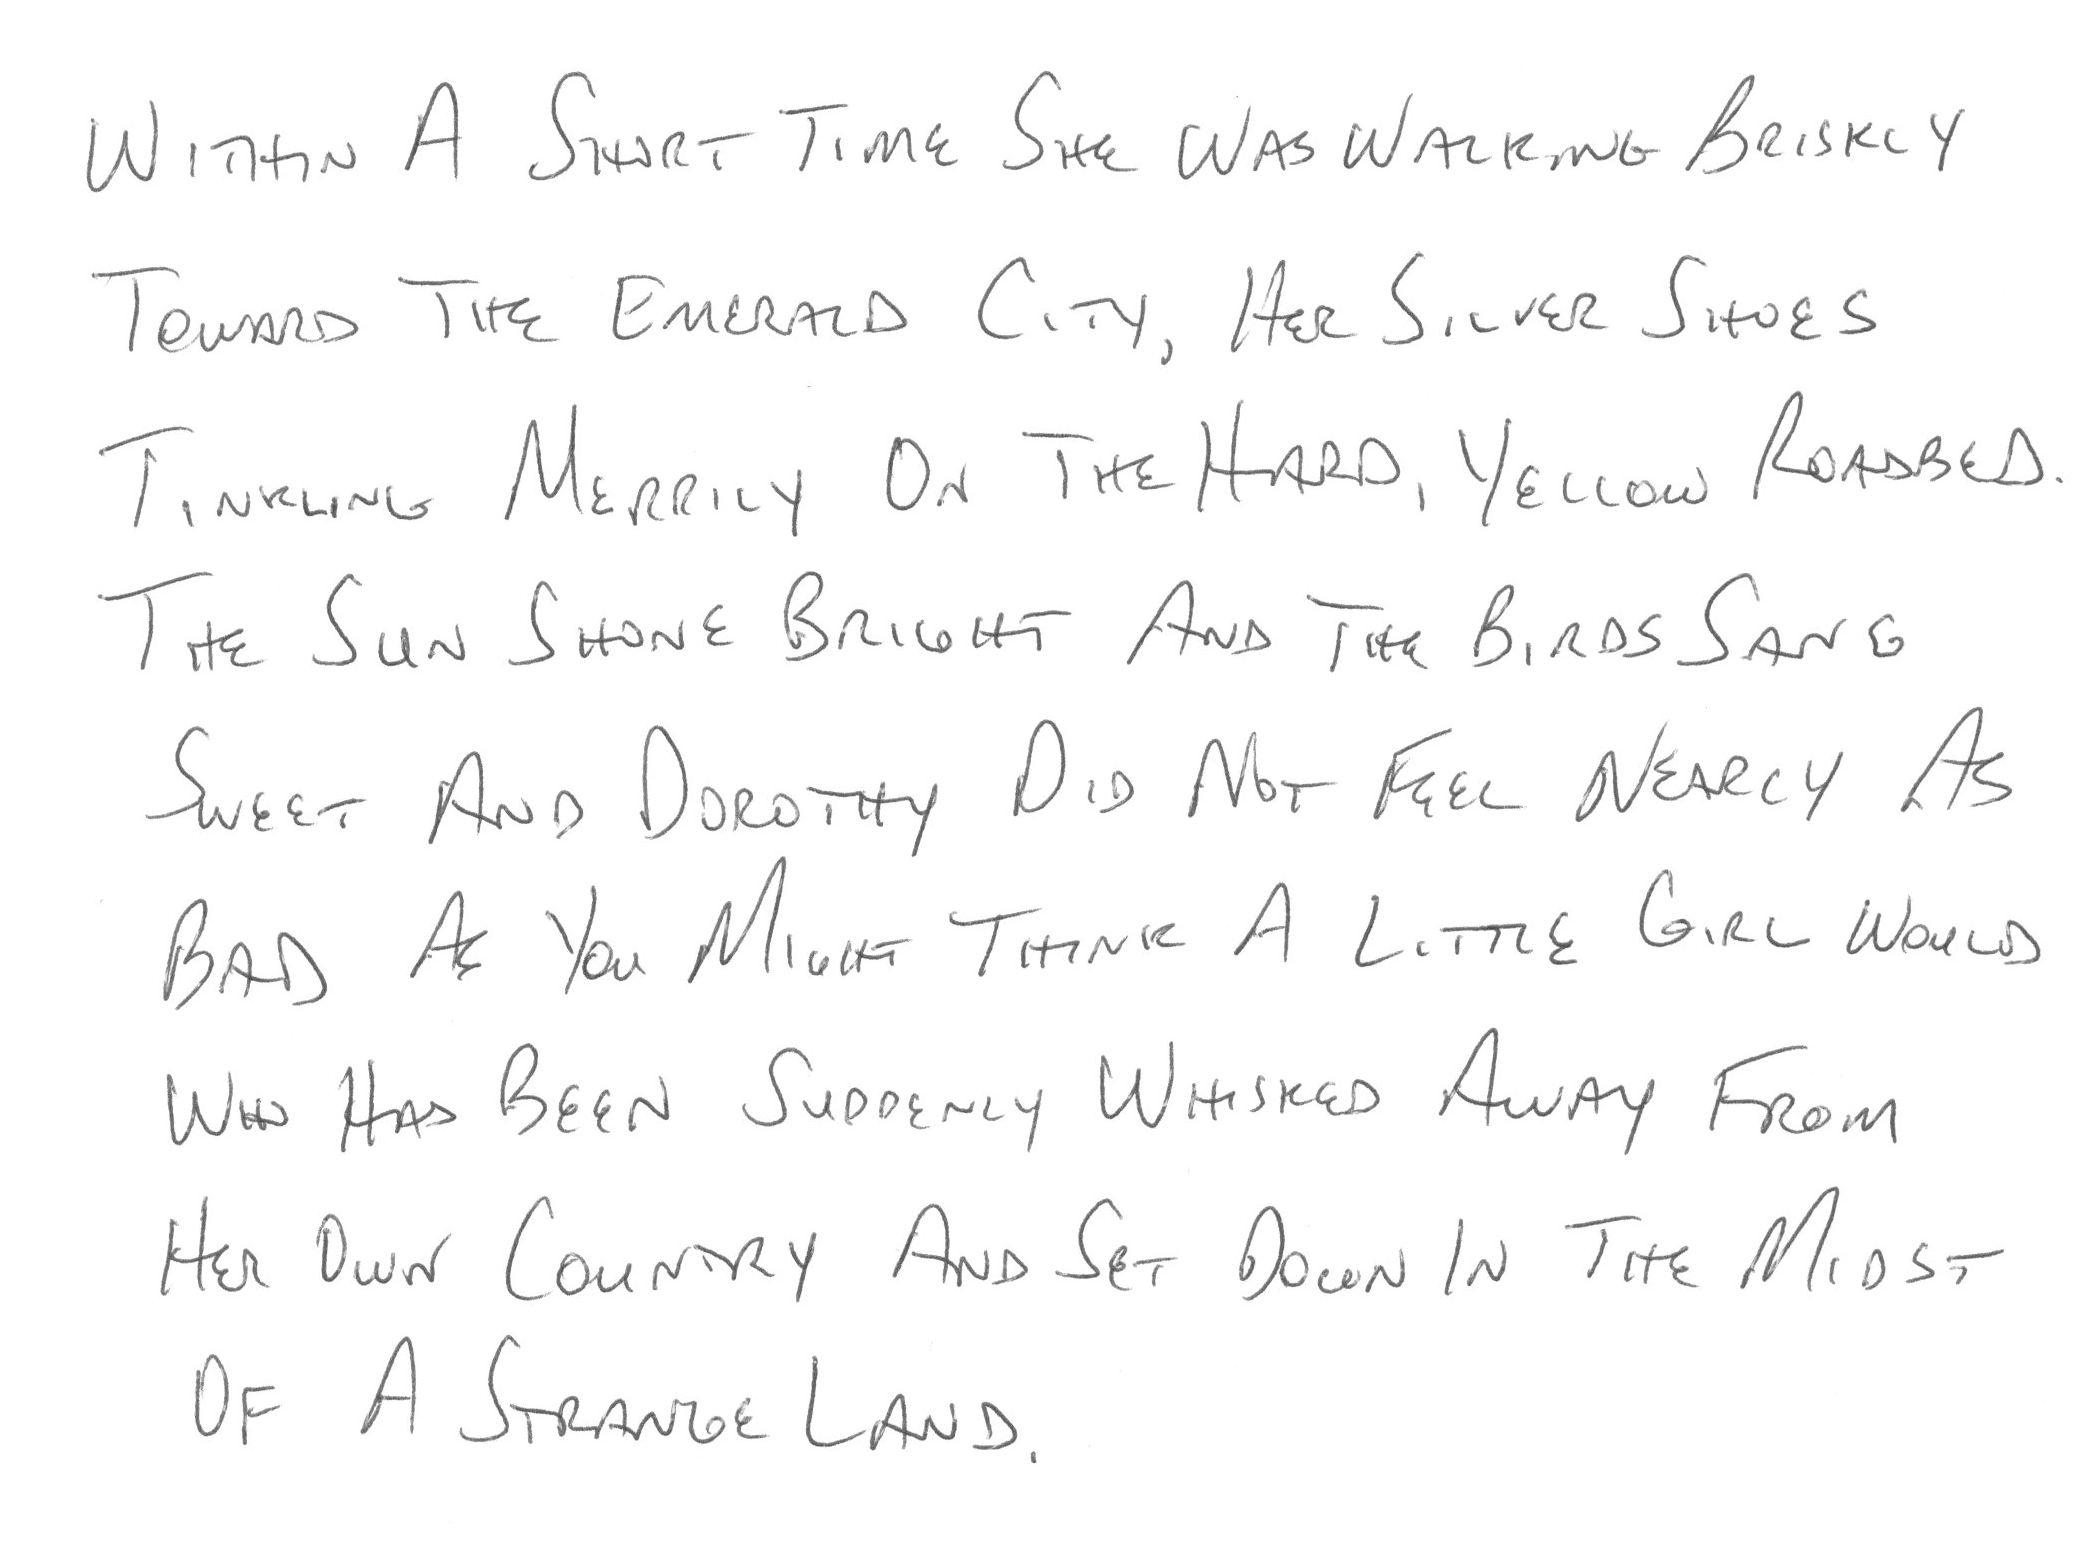 Within A Short Time She Was Walking Briskly
Toward The Emerald City, Her Silver Shoes
Tinkling Merrily On The Hard, Yellow Roadbed.
The Sun Shone Bright And The Birds Sang
Sweet And Dorothy Did Not Feel Nearly As
Bad As You Might Think A Little Girl Would
Who Had Been Suddenly Whisked Away From
Her Own Country And Set Down In The Midst
Of A Strange Land.